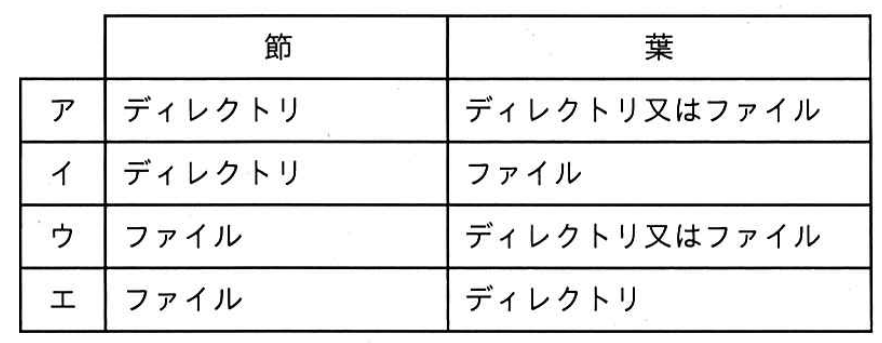 節 葉
ア ディレクトリ ディレクトリ又はファイル
イ ディレクトリ ファイル
ウ ファイル ディレクトリ又はファイル
エ ファイル ディレクトリ